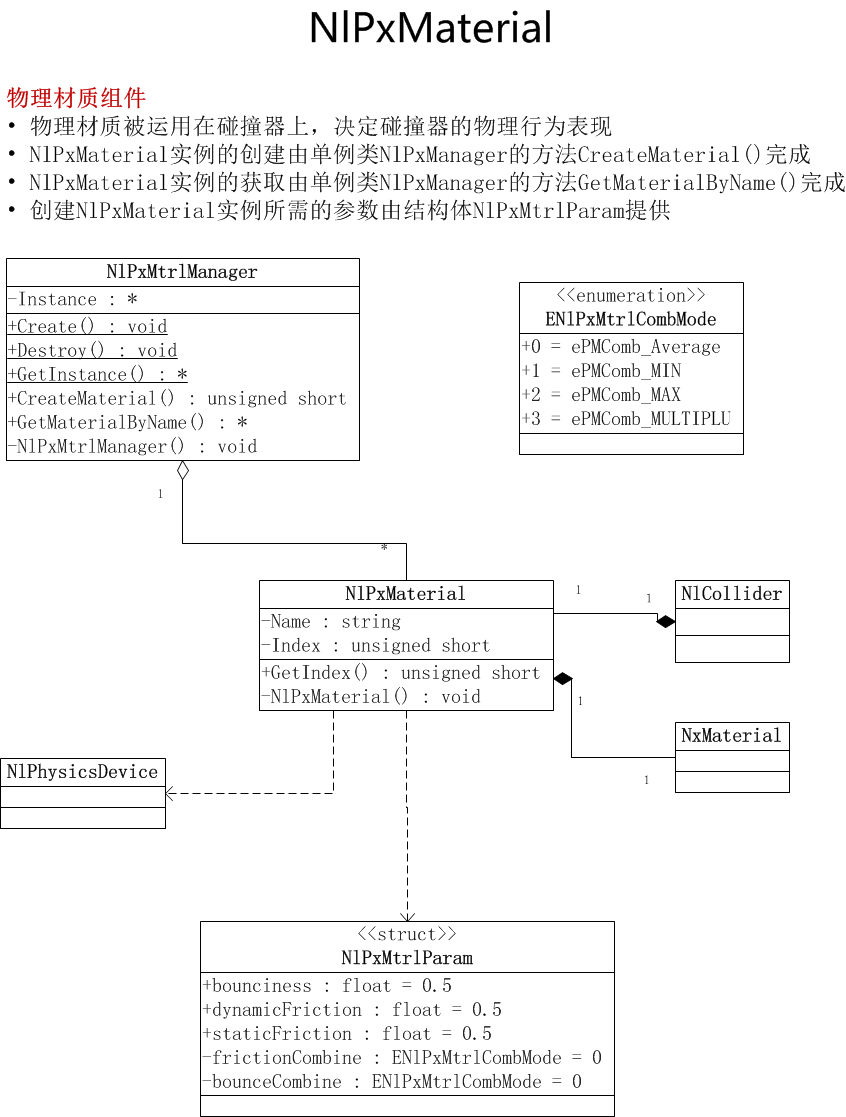 NlPxMaterial
物理材质组件
• 物理材质被运用在碰撞器上，决定碰撞器的物理行为表现
• NlPxMaterial实例的创建由单例类NlPxManager的方法CreateMaterial()完成
• NlPxMaterial实例的获取由单例类NlPxManager的方法GetMaterialByName()完成
• 创建NlPxMaterial实例所需的参数由结构体NlPxMtrlParam提供
NlPxMtrlManager
-Instance : *
+Create() : void
+Destroy() : void
+GetInstance() : *
+CreateMaterial() : unsigned short
+GetMaterialByName() : *
-NlPxMtrlManager() : void
<<enumeration>>
ENlPxMtrlCombMode
+0 = ePMComb_Average
+1 = ePMComb_MIN
+2 = ePMComb_MAX
+3 = ePMComb_MULTIPLU
1
*
NlPxMaterial
-Name : string
-Index : unsigned short
+GetIndex() : unsigned short
-NlPxMaterial() : void
1
1
NlCollider
1
1
NxMaterial
NlPhysicsDevice
<<struct>>
NlPxMtrlParam
+bounciness : float = 0.5
+dynamicFriction : float = 0.5
+staticFriction : float = 0.5
-frictionCombine : ENlPxMtrlCombMode = 0
-bounceCombine : ENlPxMtrlCombMode = 0